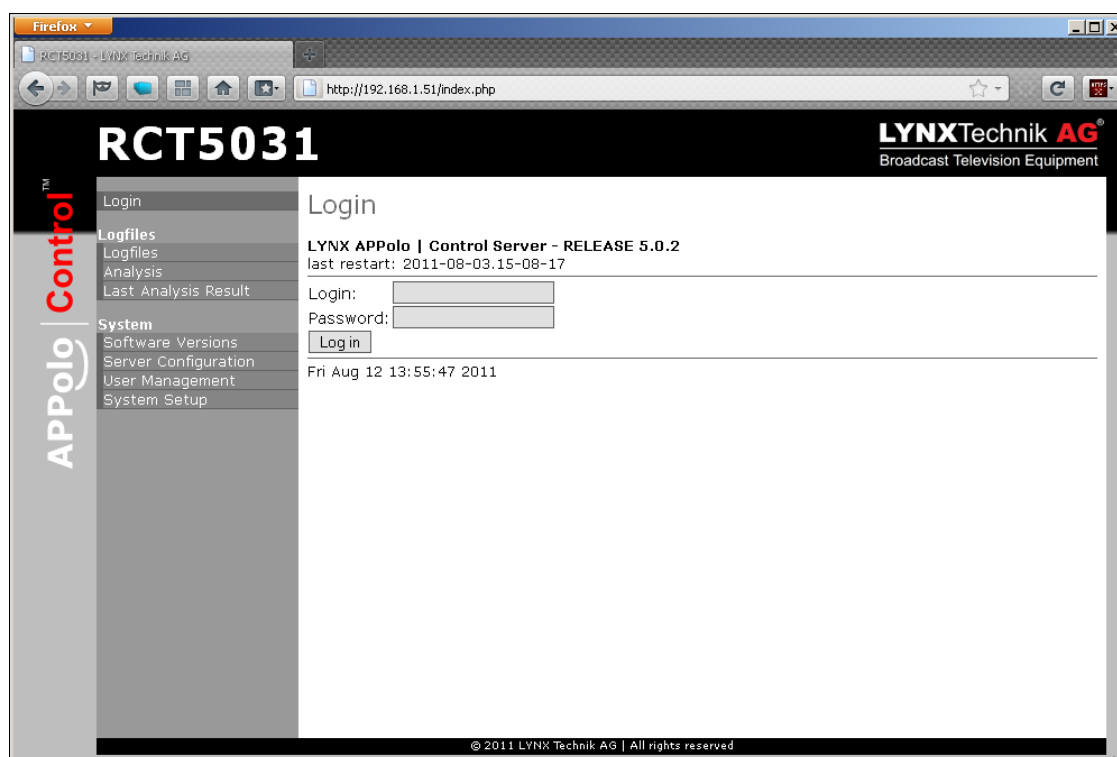 Firefox
RCT5031 - LYNX Technik AG
http://192.168.1.51/index.php
RCT5031
LYNXTechnik AG®
Broadcast Television Equipment
APPolo | Control™
Login
Logfiles
Logfiles
Analysis
Last Analysis Result
System
Software Versions
Server Configuration
User Management
System Setup
Login
LYNX APPolo | Control Server - RELEASE 5.0.2
last restart: 2011-08-03.15-08-17
Login:
Password:
Log in
Fri Aug 12 13:55:47 2011
© 2011 LYNX Technik AG | All rights reserved